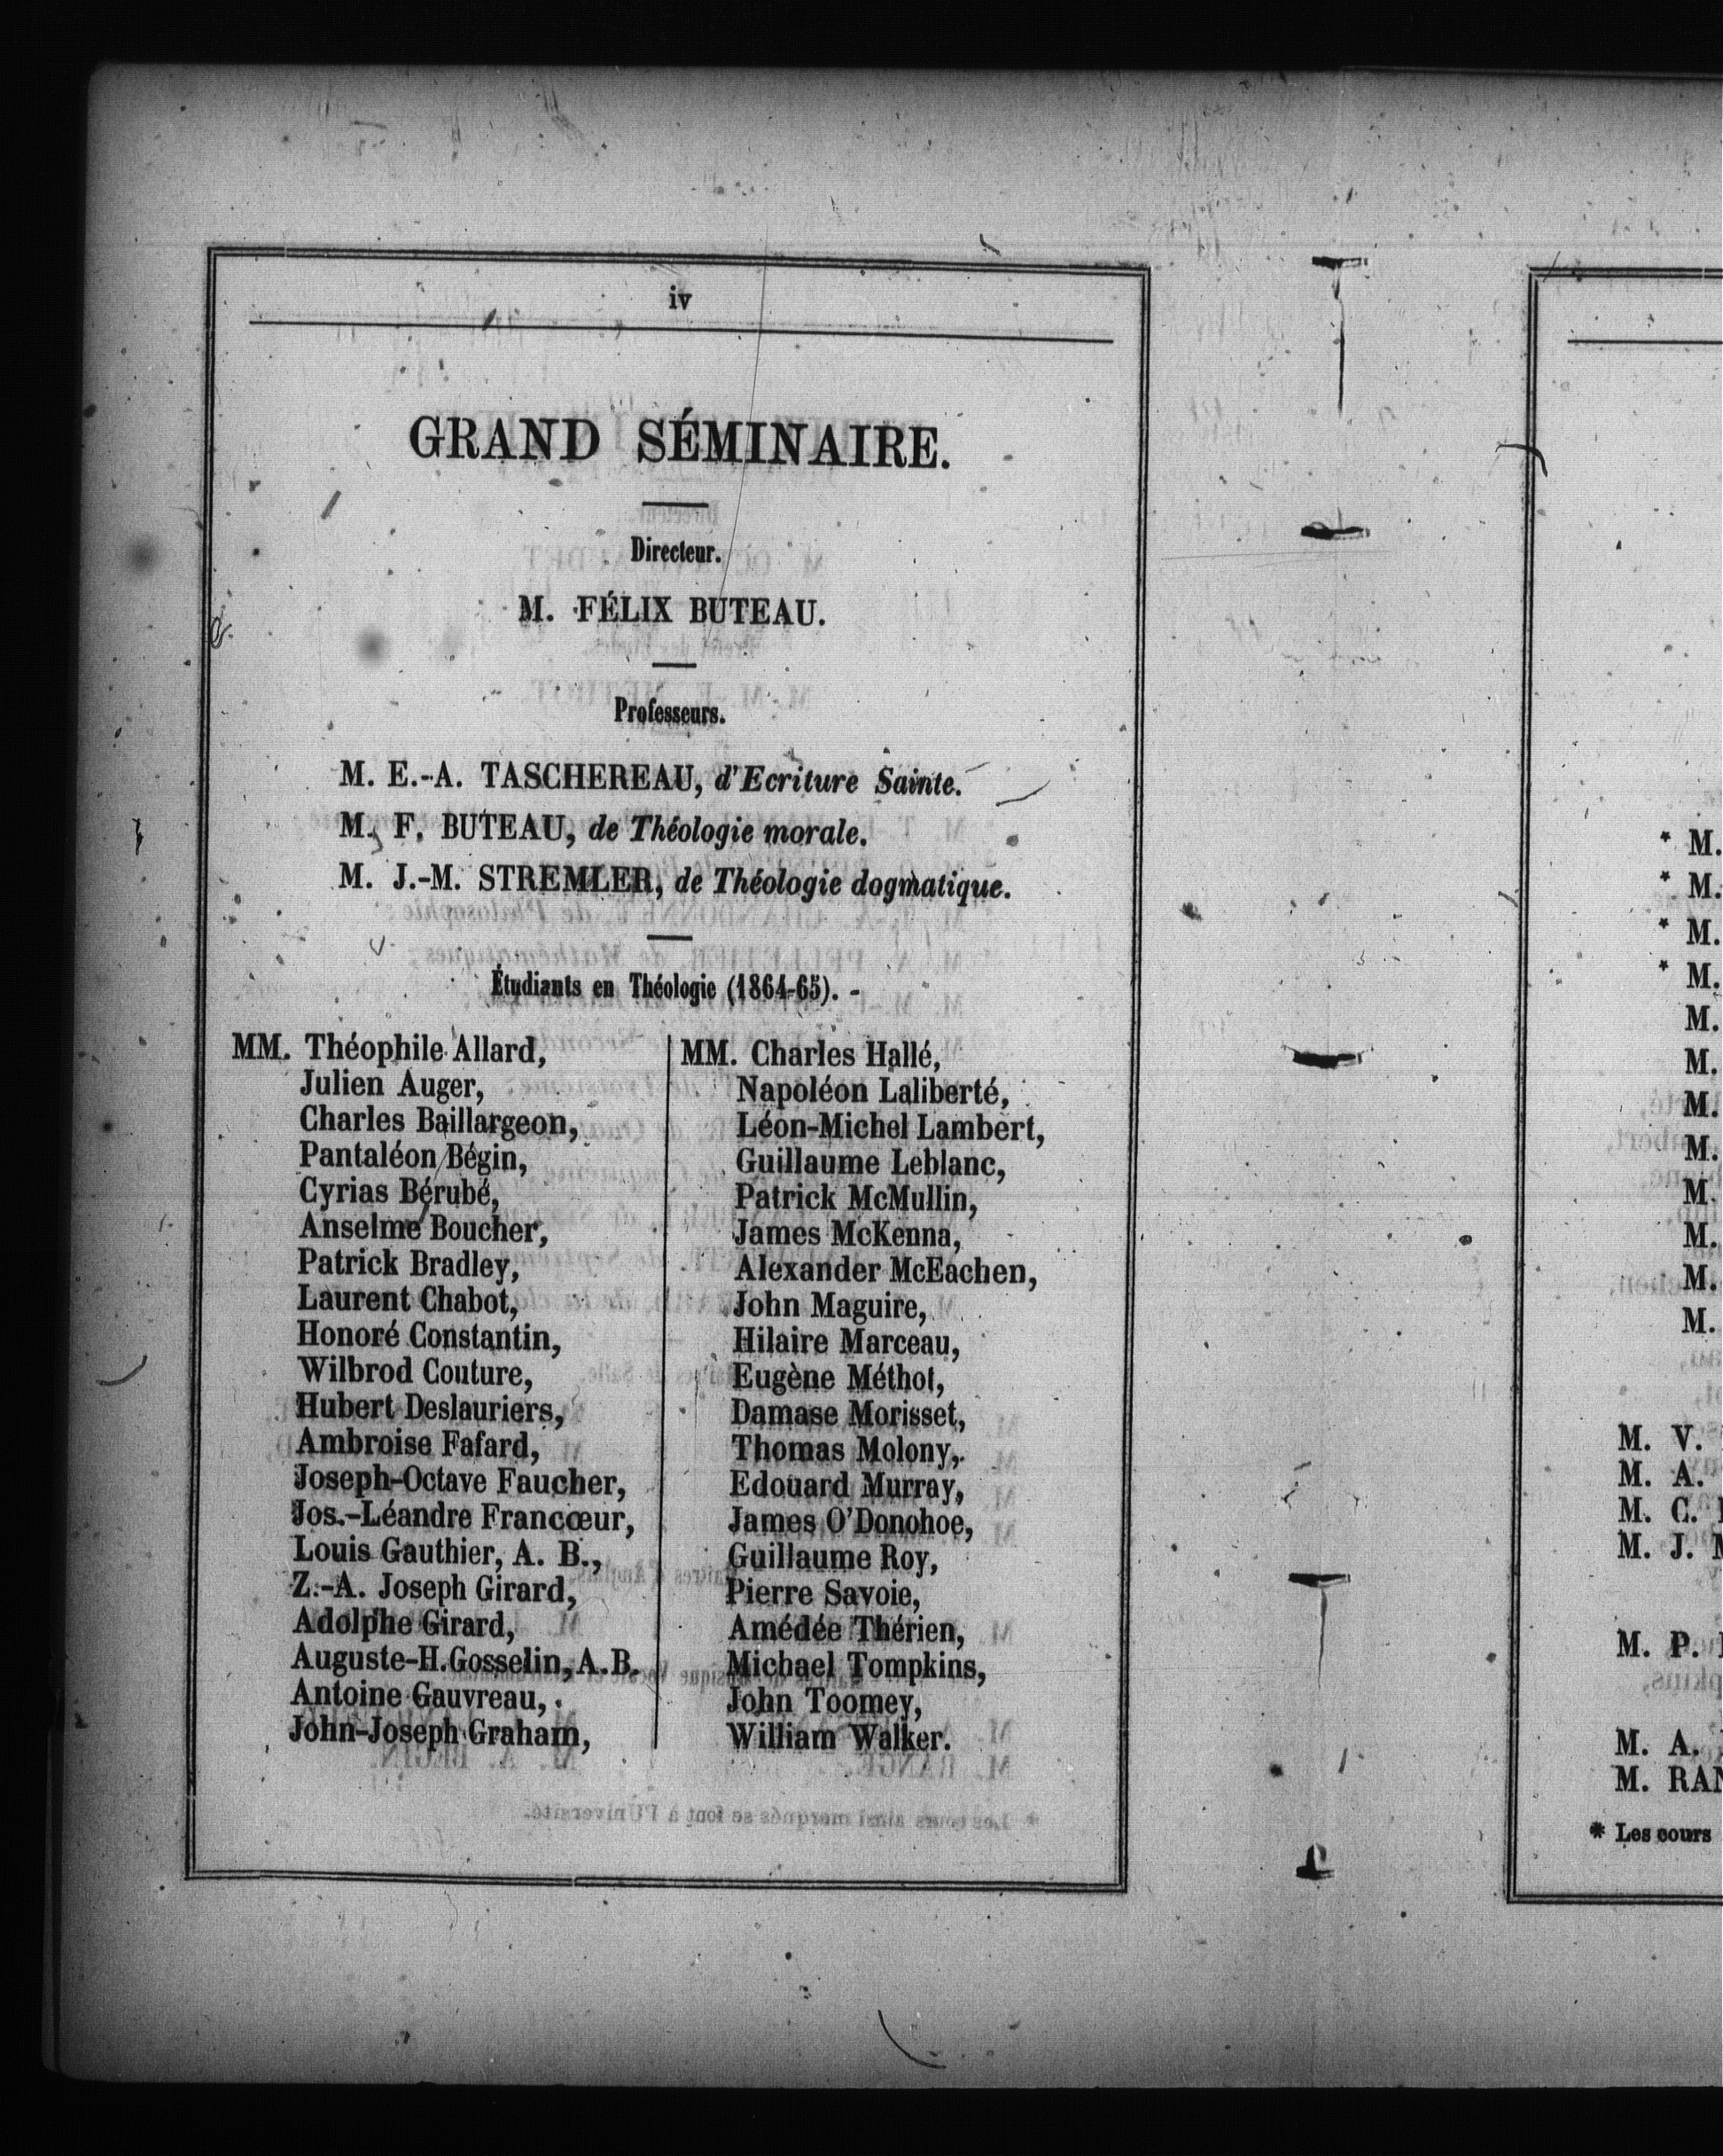 iv
GRAND SÉMINAIRE.
Directeur.
M. FÉLIX BUTEAU.
Professeurs.
M. E.-A. TASCHEREAU, d'Ecriture Sainte.
M. F. BUTEAU, de Théologie morale.
M. J.-M. STREMLER, de Théologie dogmatique.
Étudiants en Théologie (1864-65).
MM. Théophile Allard,
Julien Auger,
Charles Baillargeon,
Pantaléon Bégin,
Cyrias Bérubé,
Anselme Boucher,
Patrick Bradley,
Laurent Chabot,
Honoré Constantin,
Wilbrod Couture,
Hubert Deslauriers,
Ambroise Fafard,
Joseph-Octave Faucher,
Jos.-Léandre Francœur,
Louis Gauthier, A. B.,
Z.-A. Joseph Girard,
Adolphe Girard,
Auguste-H. Gosselin, A. B.
Antoine Gauvreau,
John-Joseph Graham,
MM. Charles Hallé,
Napoléon Laliberté,
Léon-Michel Lambert,
Guillaume Leblanc,
Patrick McMullin,
James McKenna,
Alexander McEachen,
John Maguire,
Hilaire Marceau,
Eugène Méthot,
Damase Morisset,
Thomas Molony,
Edouard Murray,
James O'Donohoe,
Guillaume Roy,
Pierre Savoie,
Amédée Thérien,
Michael Tompkins,
John Toomey,
William Walker.
* M.
* M.
* M.
* M.
M.
M.
M.
M.
M.
M.
M.
M.
M. V.
M. A.
M. C.
M. J.
M. P.
M. A.
M.
* Les cours